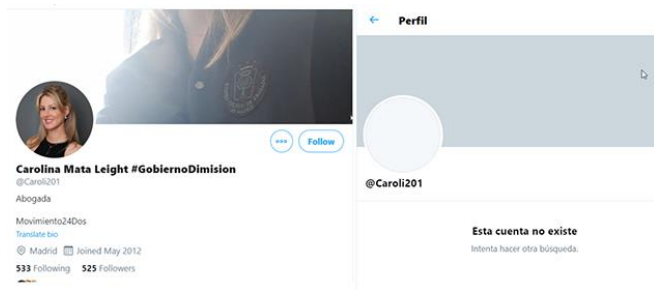 Follow
Carolina Mata Leight #GobiernoDimision
@Caroli201
Abogada
Movimiento24Dos
Translate bio
Madrid Joined May 2012
533 Following 525 Followers
Perfil
@Caroli201
Esta cuenta no existe
Intenta hacer otra búsqueda.